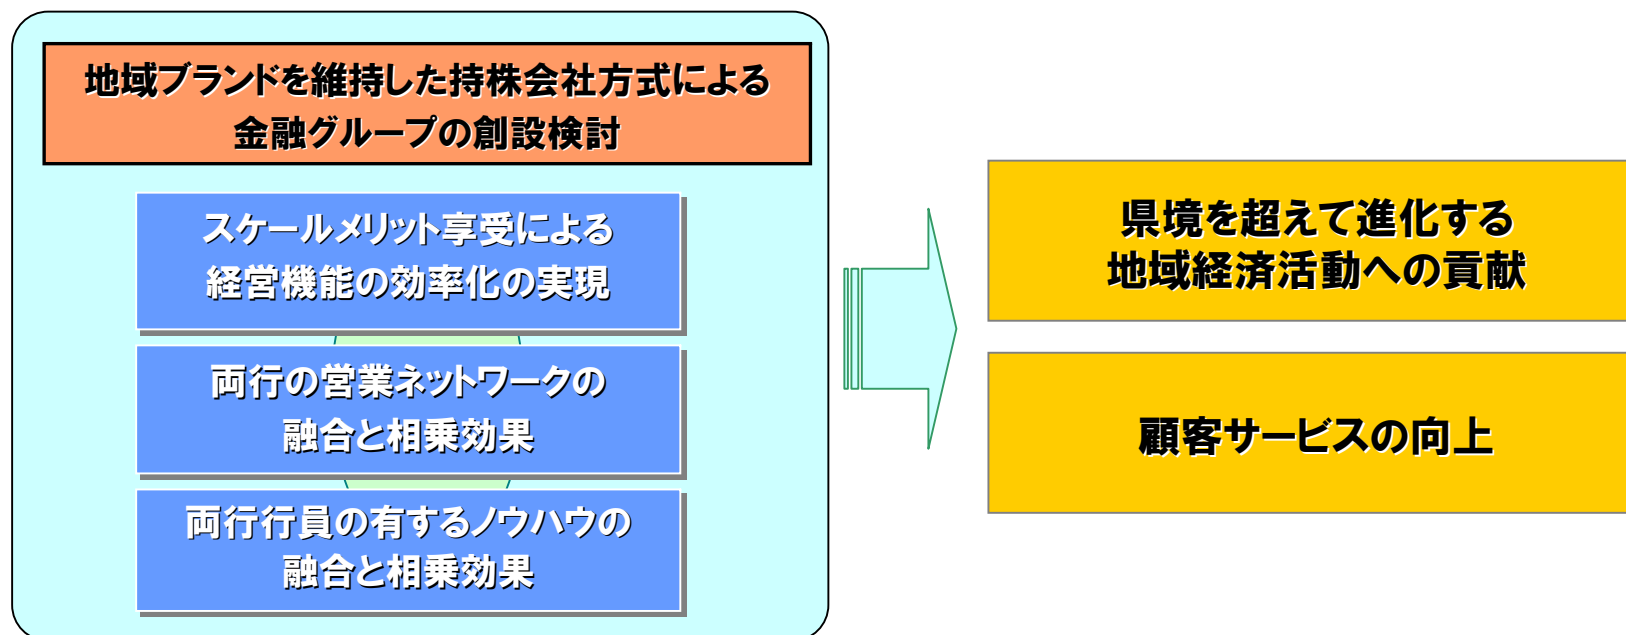 地域ブランドを維持した持株会社方式による
金融グループの創設検討
スケールメリット享受による
経営機能の効率化の実現
両行の営業ネットワークの
融合と相乗効果
両行行員の有するノウハウの
融合と相乗効果
県境を超えて進化する
地域経済活動への貢献
顧客サービスの向上